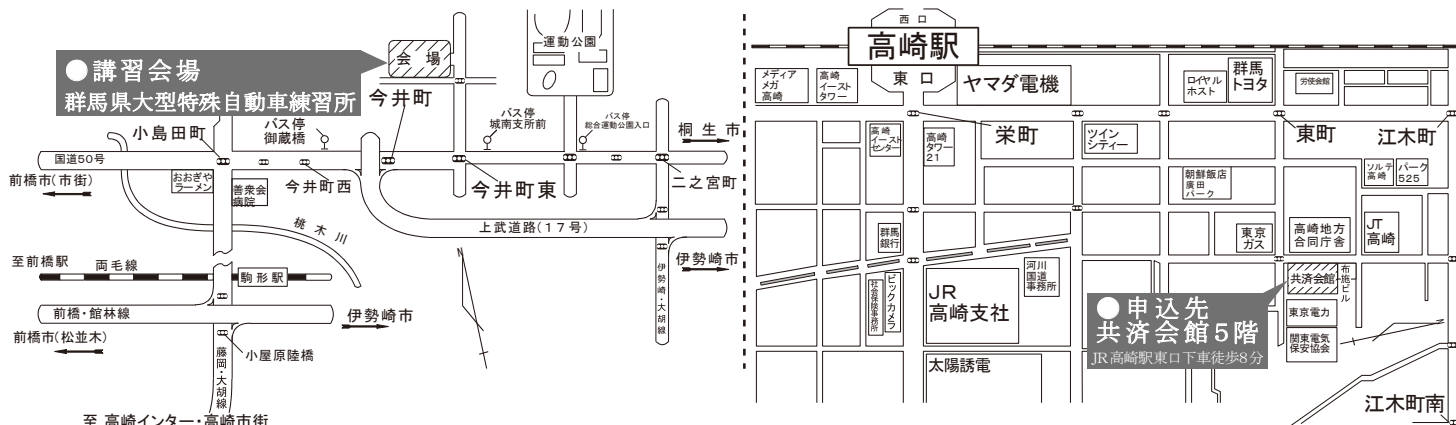 ●講習会場
群馬県大型特殊自動車練習所
会場
運動公園
今井町
小島田町
バス停
御蔵橋
バス停
城南支所前
バス停
総合運動公園入口
桐生市
国道50号
前橋市(市街)
おおぎや
ラーメン
善衆会
病院
今井町西
今井町東
二之宮町
桃木川
上武道路(17号)
伊勢崎市
伊勢崎・大胡線
至前橋駅
両毛線
駒形駅
前橋・館林線
伊勢崎市
前橋市(松並木)
小屋原陸橋
藤岡・大胡線
至 高崎インター・高崎市街
西口
高崎駅
東口
メディア
メガ
高崎
高崎
イースト
タワー
ヤマダ電機
ロイヤル
ホスト
群馬
トヨタ
労使会館
高崎
イースト
センター
高崎
タワー
21
栄町
ツイン
シティー
東町
江木町
朝鮮飯店
廣田
パーク
ソルテ
高崎
パーク
525
群馬
銀行
東京
ガス
高崎地方
合同庁舎
JT
高崎
社会保険事務所
ビックカメラ
JR
高崎支社
河川
国道
事務所
共済会館
布施ビル
●申込先
共済会館5階
JR高崎駅東口下車徒歩8分
東京電力
関東電気
保安協会
太陽誘電
江木町南